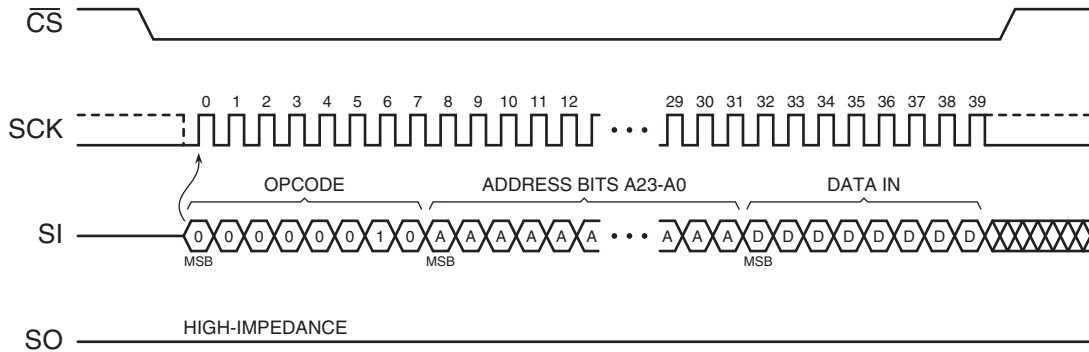 CS
0 1 2 3 4 5 6 7 8 9 10 11 12 29 30 31 32 33 34 35 36 37 38 39
SCK
OPCODE ADDRESS BITS A23-A0 DATA IN
SI 0 0 0 0 0 0 1 0 A A A A A A A A A D D D D D D D D
MSB MSB MSB
HIGH-IMPEDANCE
SO